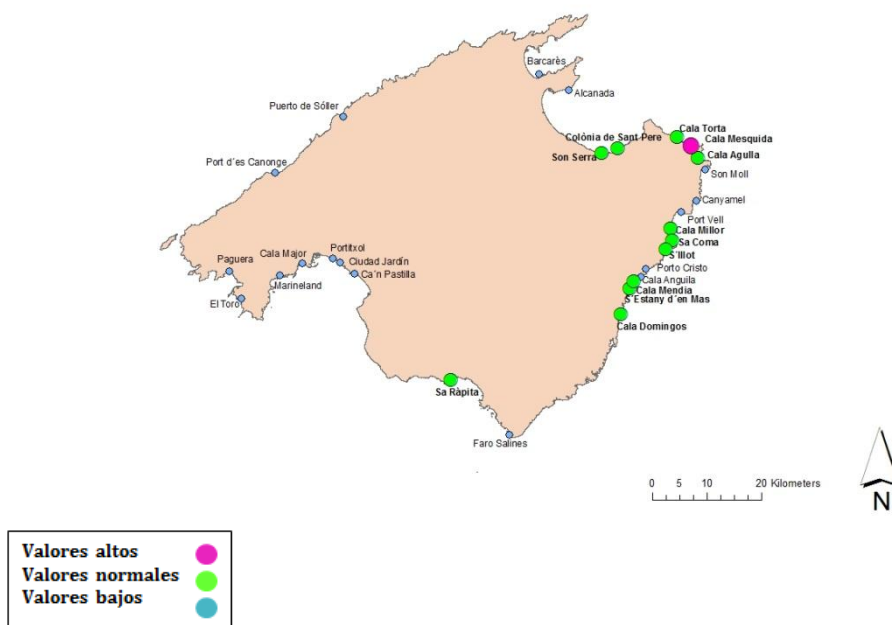 Barcarès
Alcanada
Puerto de Sóller
Cala Torta
Colònia de Sant Pere
Cala Mesquida
Son Serra
Cala Agulla
Port d'es Canonge
Son Moll
Canyamel
Port Vell
Cala Millor
Portitxol
Sa Coma
Cala Major
Ciudad Jardín
S'Illot
Paguera
Porto Cristo
Ca'n Pastilla
Cala Anguila
Marineland
Cala Mendia
El Toro
S'Estany d'en Mas
Cala Domingos
Sa Ràpita
Faro Salines
0 5 10 20 Kilometers
N
Valores altos
Valores normales
Valores bajos